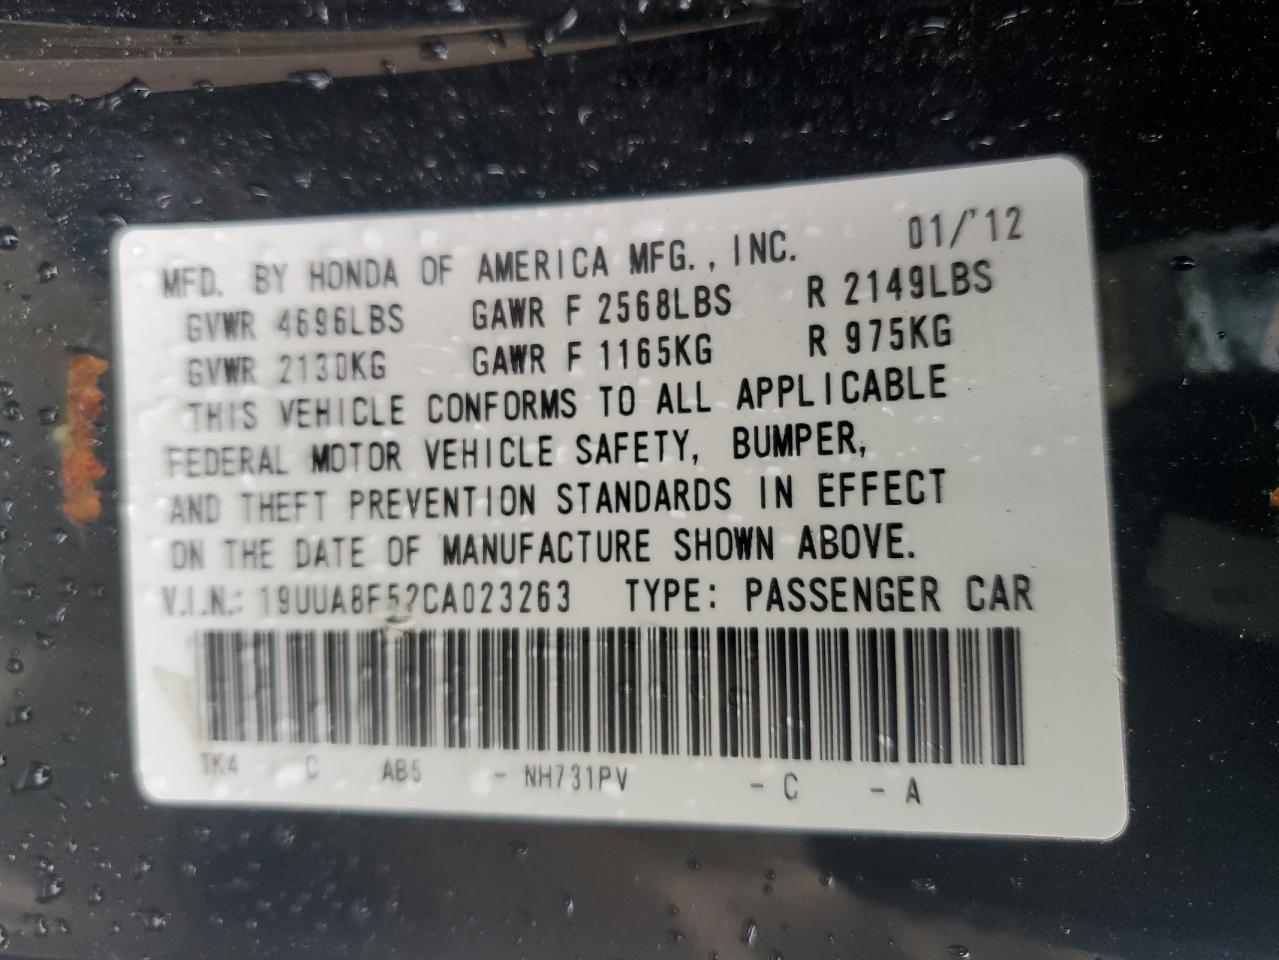 MFD. BY HONDA OF AMERICA MFG., INC. 01/'12
GVWR 4696LBS GAWR F 2568LBS R 2149LBS
GVWR 2130KG GAWR F 1165KG R 975KG
THIS VEHICLE CONFORMS TO ALL APPLICABLE
FEDERAL MOTOR VEHICLE SAFETY, BUMPER,
AND THEFT PREVENTION STANDARDS IN EFFECT
ON THE DATE OF MANUFACTURE SHOWN ABOVE.
V.I.N.: 19UUA8F52CA023263 TYPE: PASSENGER CAR
TK4 C AB5 - NH731PV - C - A